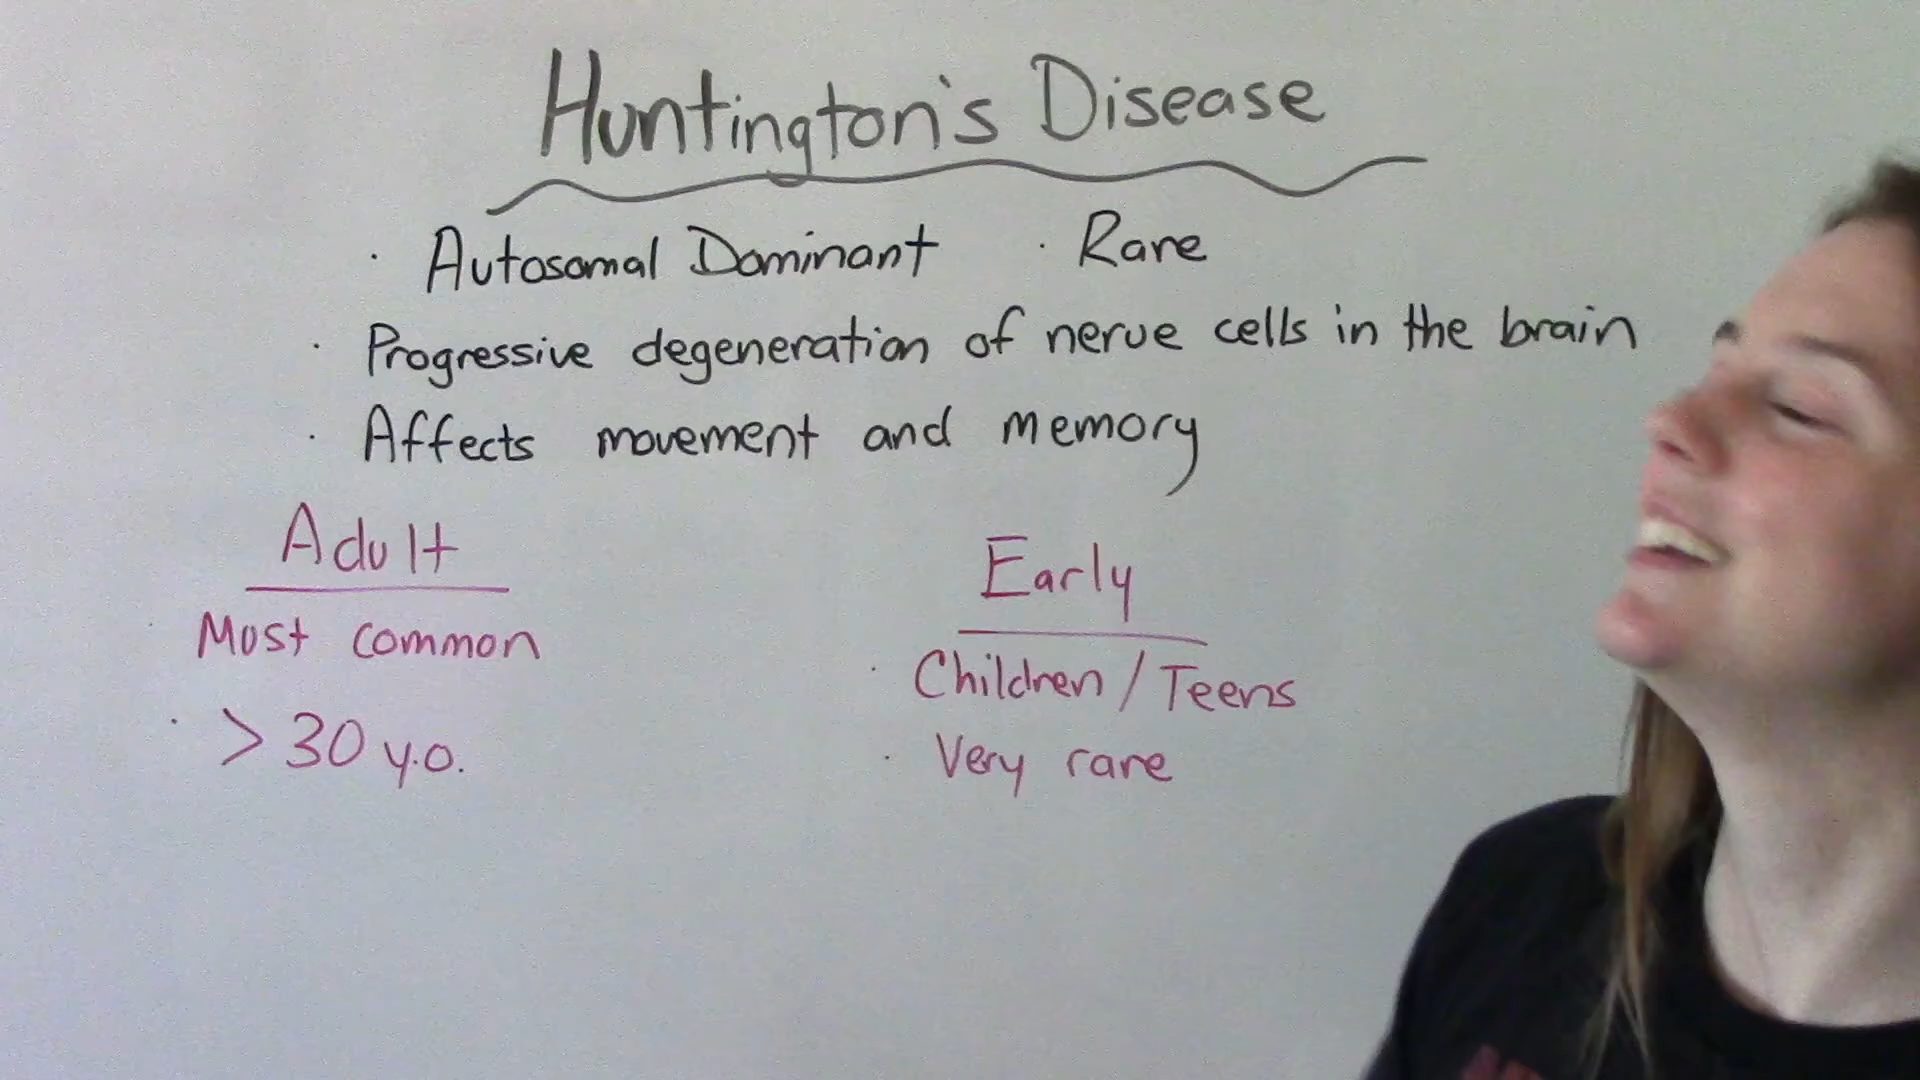 Huntington's Disease
· Autosomal Dominant · Rare
· Progressive degeneration of nerve cells in the brain
· Affects movement and memory
Adult
· Most common
· > 30 y.o.
Early
· Children / Teens
· Very rare